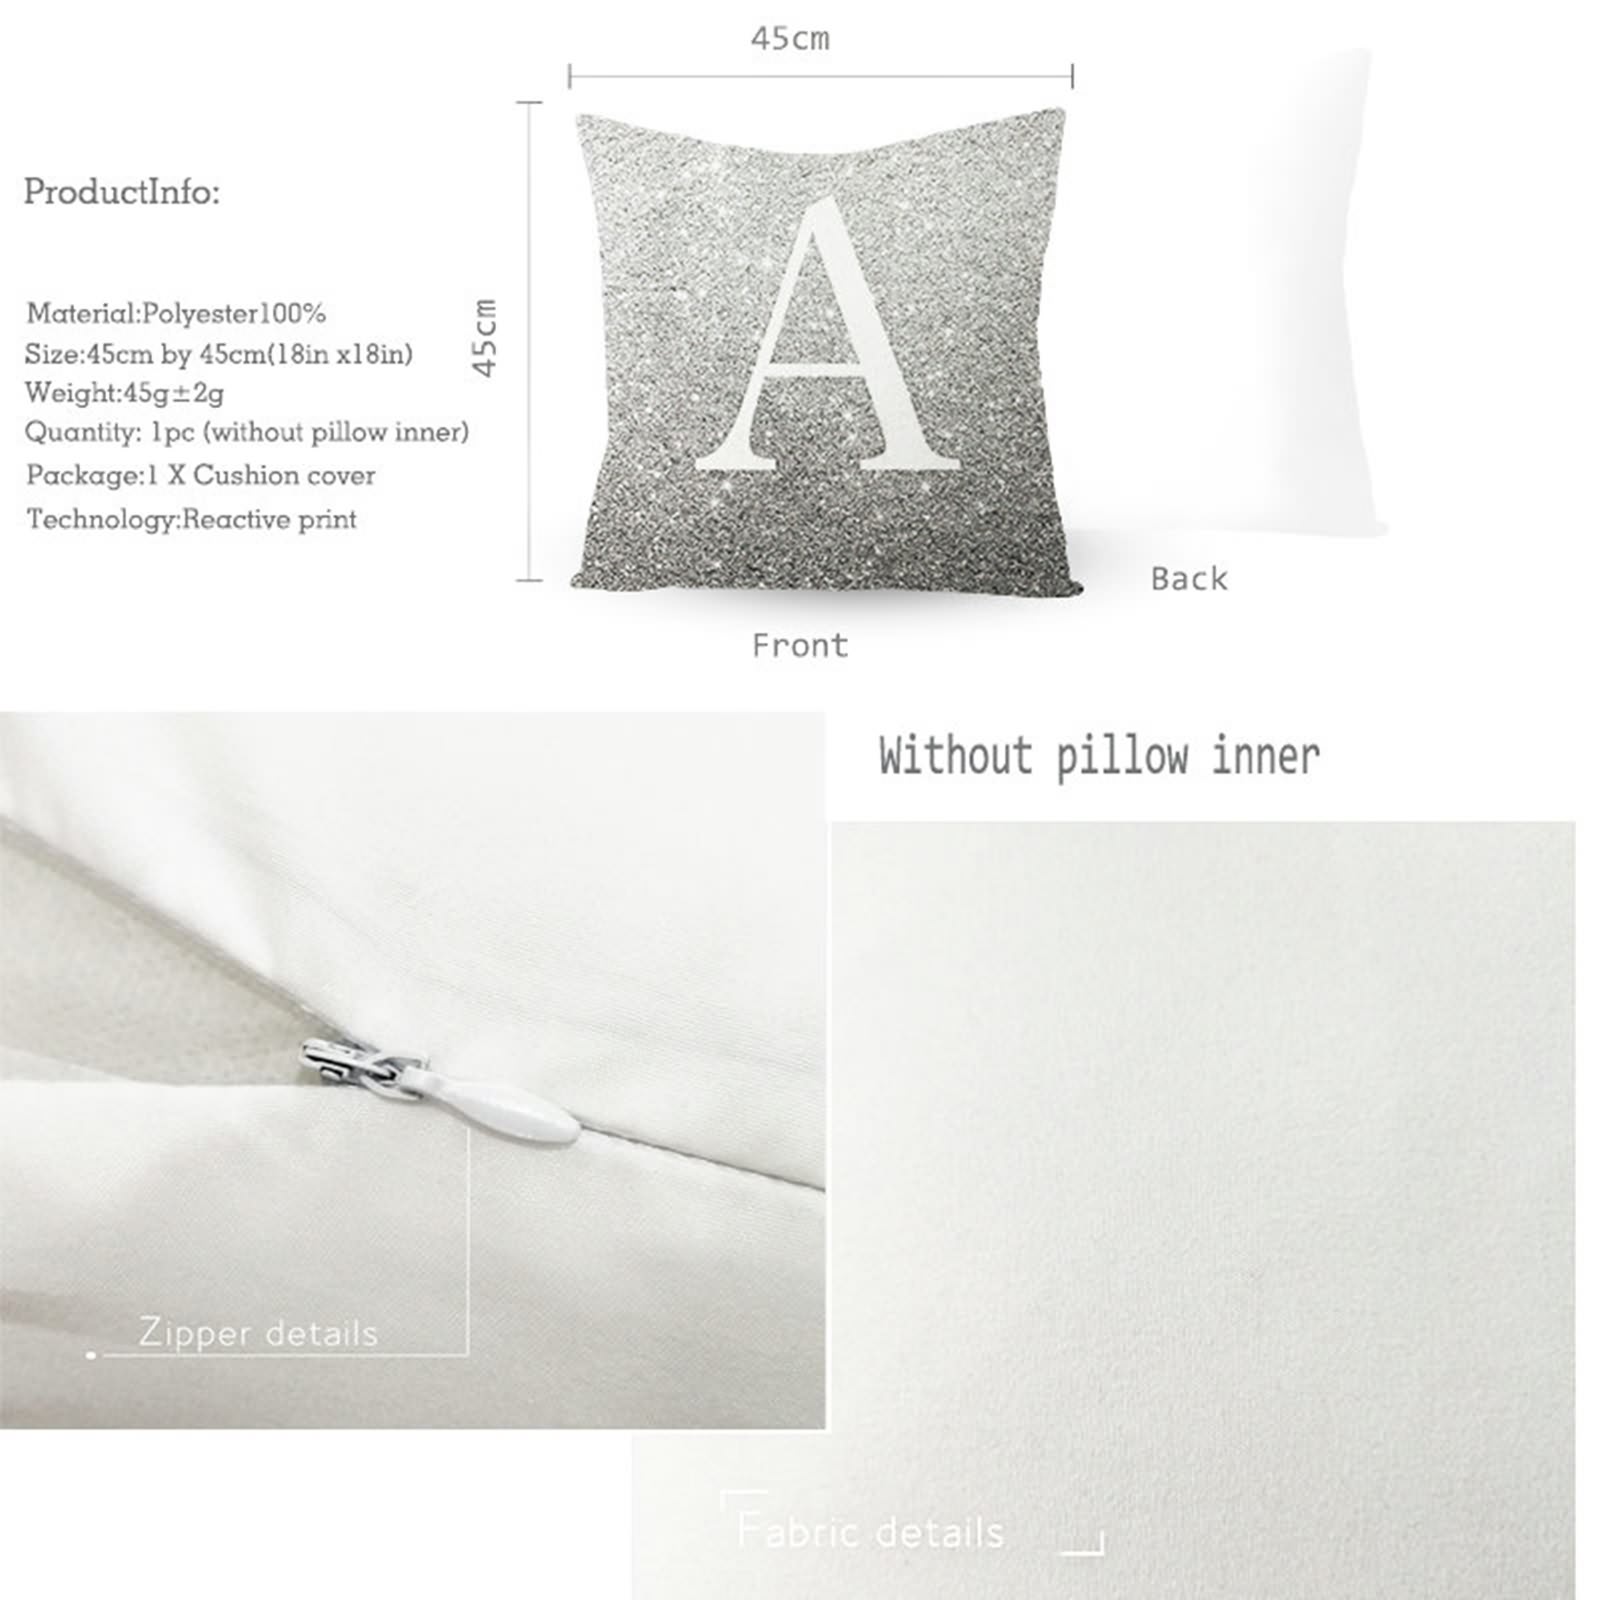 45cm
45cm
ProductInfo:
Material:Polyester100%
Size:45cm by 45cm(18in x18in)
Weight:45g±2g
Quantity: 1pc (without pillow inner)
Package:1 X Cushion cover
Technology:Reactive print
A
Back
Front
Without pillow inner
Zipper details
Fabric details